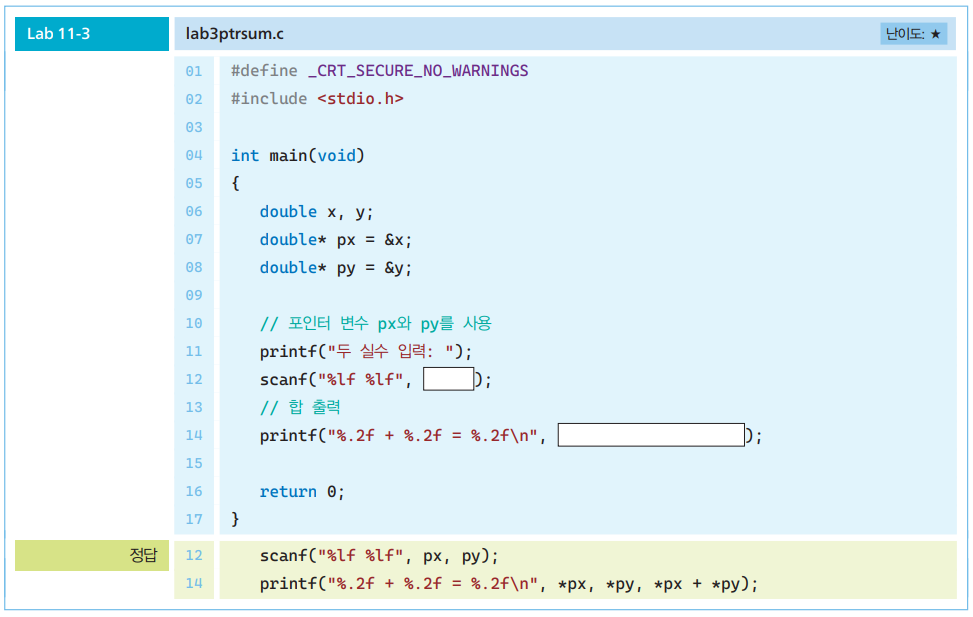 Lab 11-3 lab3ptrsum.c 난이도: ★
01 #define _CRT_SECURE_NO_WARNINGS
02 #include <stdio.h>
03
04 int main(void)
05 {
06 double x, y;
07 double* px = &x;
08 double* py = &y;
09
10 // 포인터 변수 px와 py를 사용
11 printf("두 실수 입력: ");
12 scanf("%lf %lf", );
13 // 합 출력
14 printf("%.2f + %.2f = %.2f\n", );
15
16 return 0;
17 }
정답 12 scanf("%lf %lf", px, py);
14 printf("%.2f + %.2f = %.2f\n", *px, *py, *px + *py);